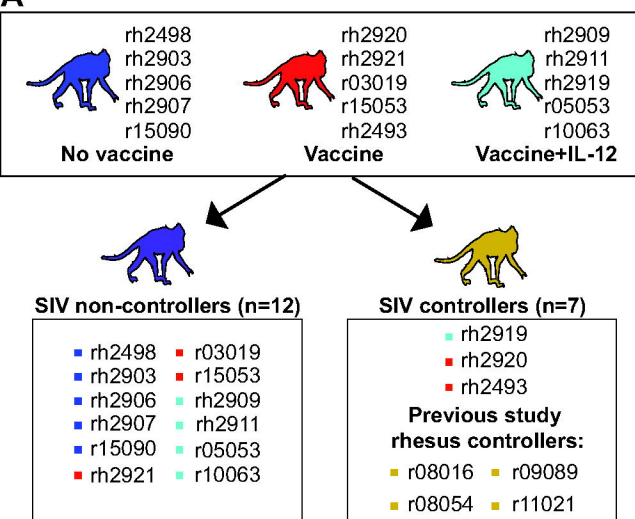 A
rh2498
rh2903
rh2906
rh2907
r15090
No vaccine
rh2920
rh2921
r03019
r15053
rh2493
Vaccine
rh2909
rh2911
rh2919
r05053
r10063
Vaccine+IL-12
SIV non-controllers (n=12)
rh2498
rh2903
rh2906
rh2907
r15090
rh2921
r03019
r15053
rh2909
rh2911
r05053
r10063
SIV controllers (n=7)
rh2919
rh2920
rh2493
Previous study
rhesus controllers:
r08016 r09089
r08054 r11021